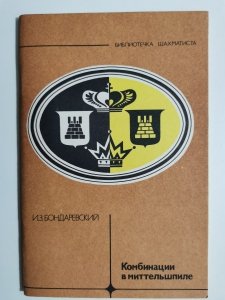 БИБЛИОТЕЧКА ШАХМАТИСТА
И.З.БОНДАРЕВСКИЙ
Комбинации
в миттельшпиле